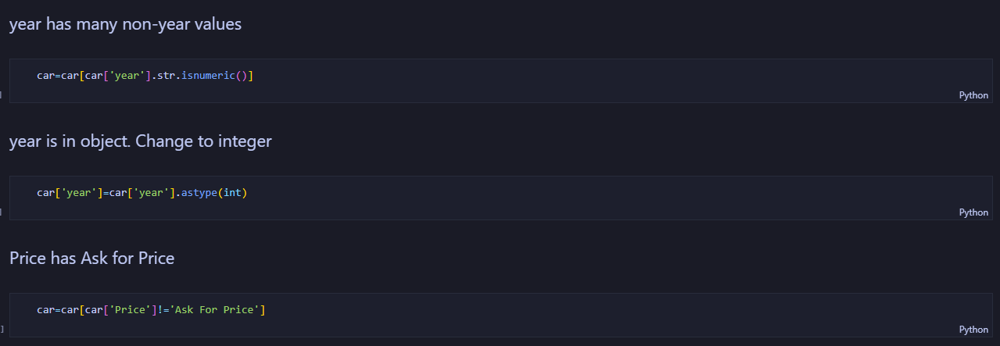 year has many non-year values
car=car[car['year'].str.isnumeric()]
Python
year is in object. Change to integer
car['year']=car['year'].astype(int)
Python
Price has Ask for Price
car=car[car['Price']!='Ask For Price']
]
Python